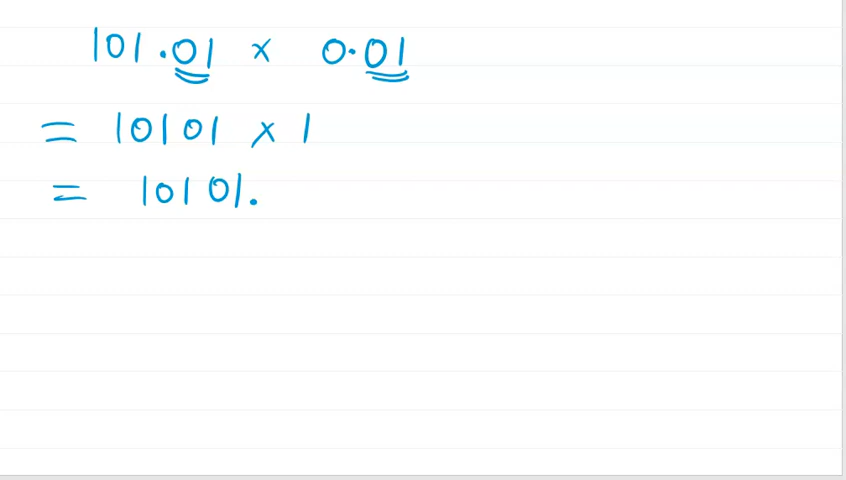 101.01 × 0.01
= 10101 × 1
= 10101.